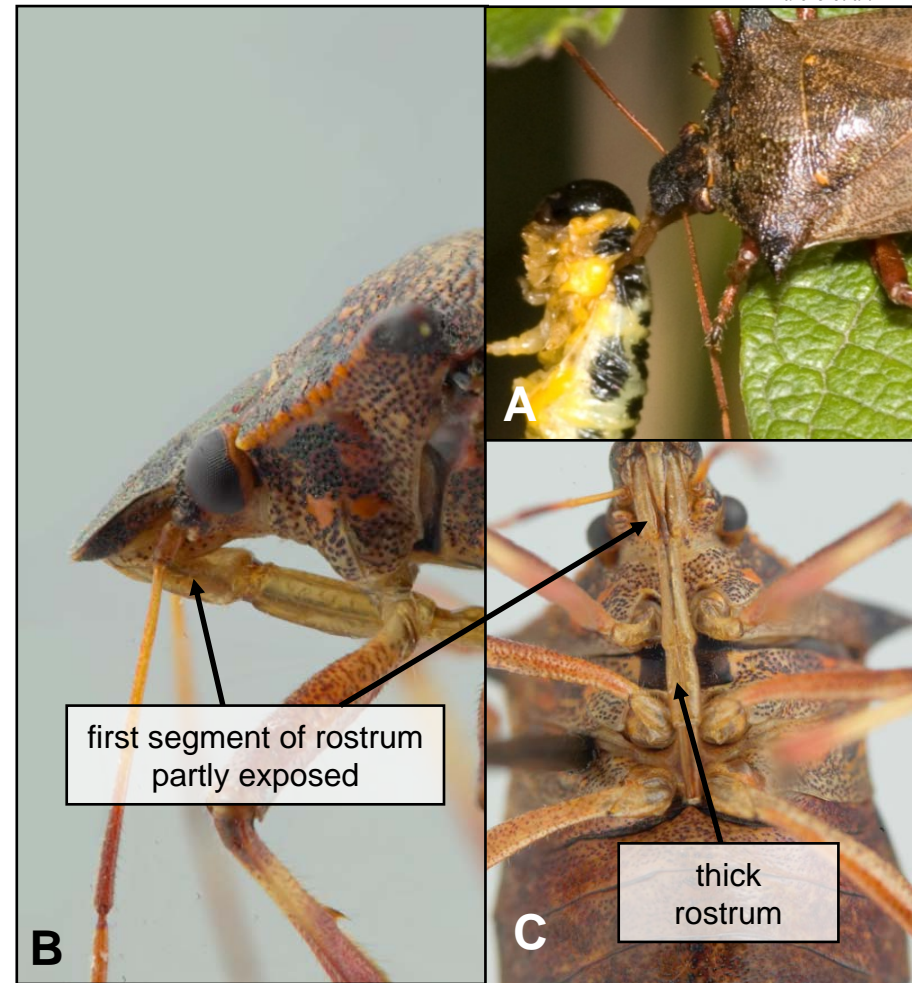 A
first segment of rostrum
partly exposed
thick
rostrum
B
C